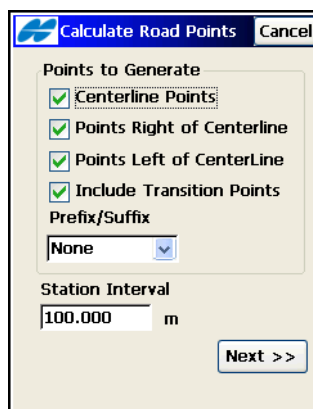 Calculate Road Points Cancel
Points to Generate
Centerline Points
Points Right of Centerline
Points Left of CenterLine
Include Transition Points
Prefix/Suffix
None
Station Interval
100.000 m
Next >>